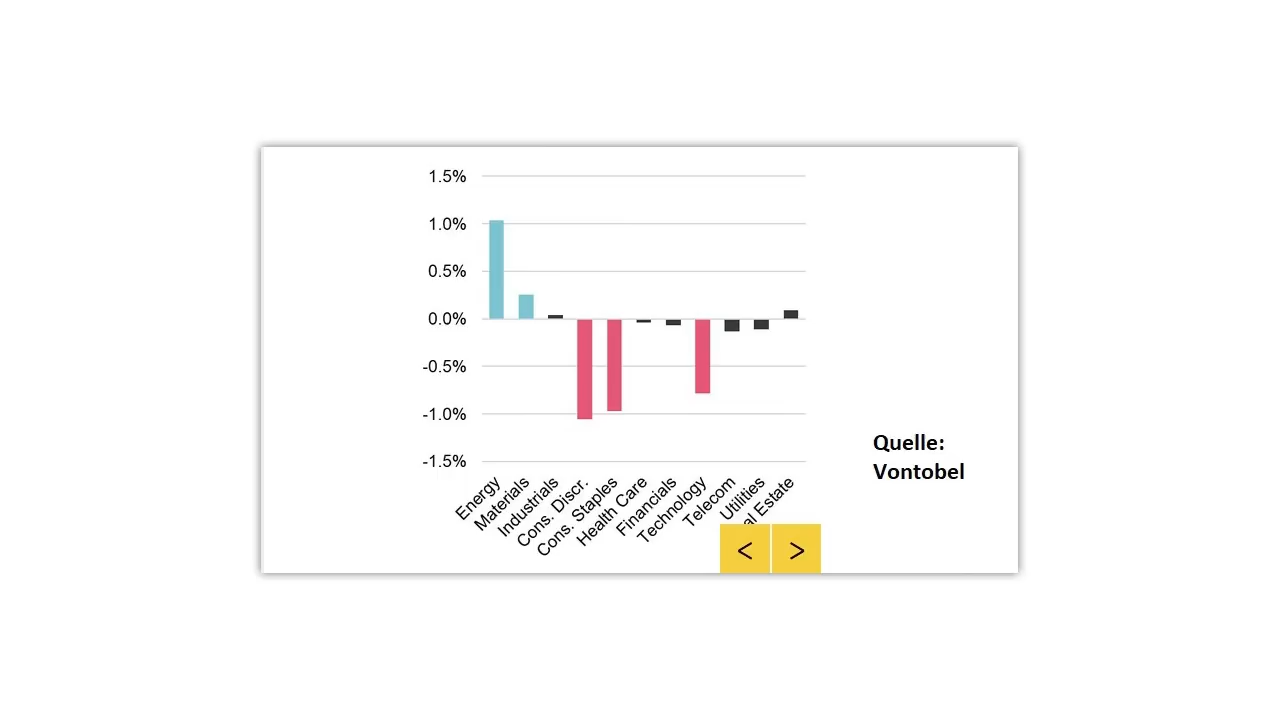 1.5%
1.0%
0.5%
0.0%
-0.5%
-1.0%
-1.5%
Energy
Materials
Industrials
Cons. Discr.
Cons. Staples
Health Care
Financials
Technology
Telecom
Utilities
Estate
Quelle:
Vontobel
< >